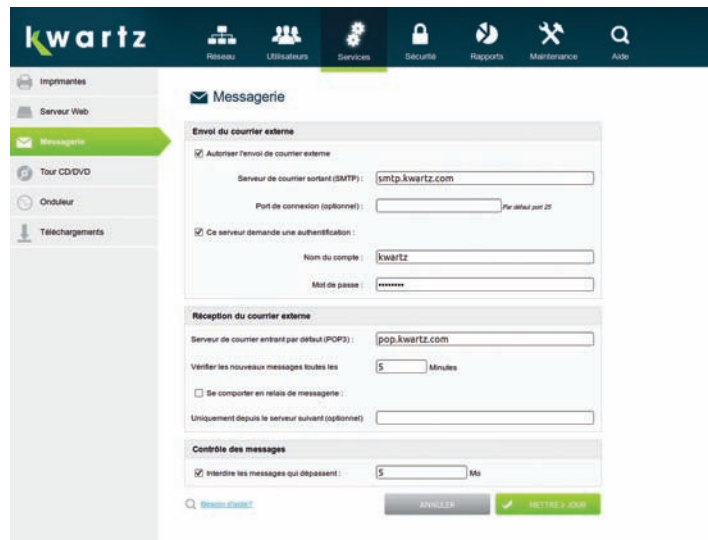 kwartz
Réseau
Utilisateurs
Services
Sécurité
Rapports
Maintenance
Aide
Imprimantes
Serveur Web
Messagerie
Tour CD/DVD
Onduleur
Téléchargements
Messagerie
Envoi du courrier externe
Autoriser l'envoi de courrier externe
Serveur de courrier sortant (SMTP) : smtp.kwartz.com
Port de connexion (optionnel) : Par défaut port 25
Ce serveur demande une authentification :
Nom du compte : kwartz
Mot de passe : ••••••••
Réception du courrier externe
Serveur de courrier entrant par défaut (POP3) : pop.kwartz.com
Vérifier les nouveaux messages toutes les 5 Minutes
Se comporter en relais de messagerie :
Uniquement depuis le serveur suivant (optionnel)
Contrôle des messages
Interdire les messages qui dépassent : 5 Mo
Besoin d'aide?
ANNULER
METTRE à JOUR